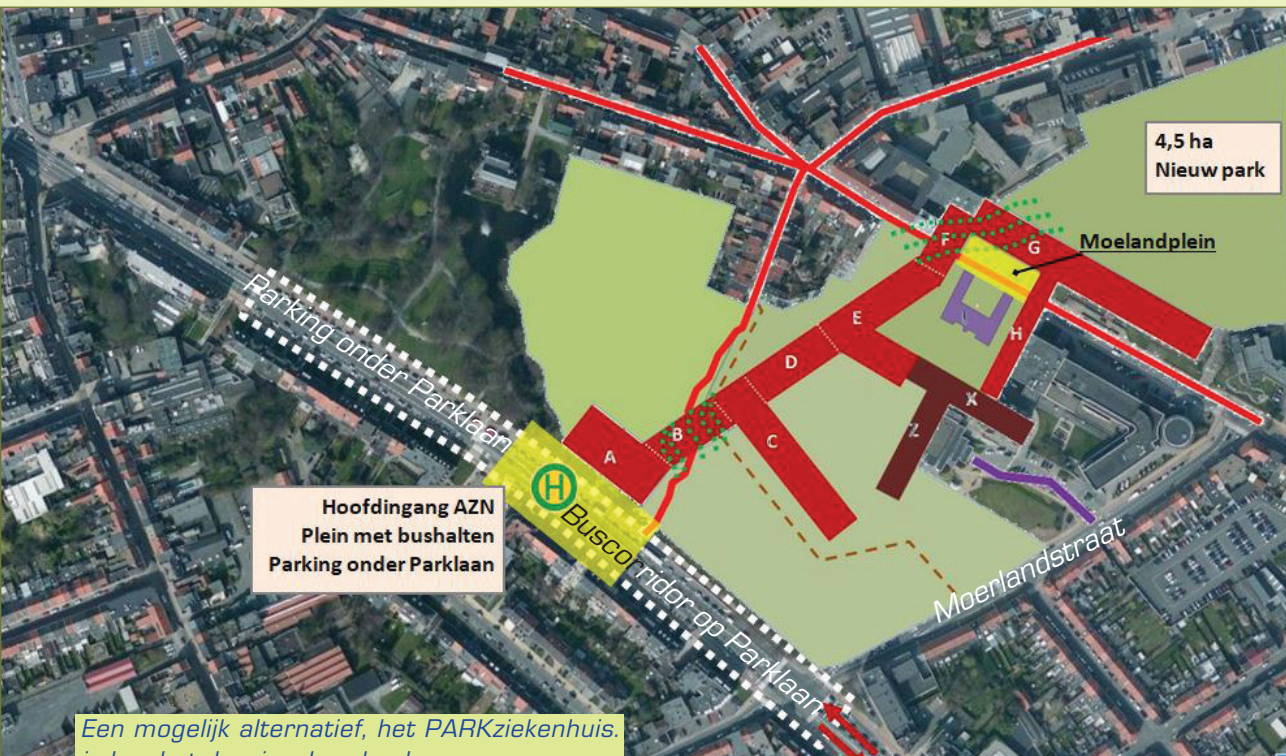 4,5 ha
Nieuw park
Moelandplein
F
G
E
H
D
X
Z
B
C
A
Parking onder Parklaan
H
Buscorridor op Parklaan
Hoofdingang AZN
Plein met bushalten
Parking onder Parklaan
Moerlandstraat
Een mogelijk alternatief, het PARKziekenhuis.